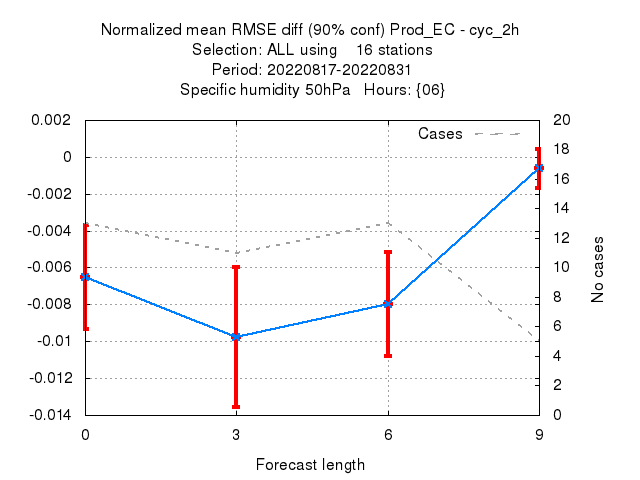 Normalized mean RMSE diff (90% conf) Prod_EC - cyc_2h
Selection: ALL using    16 stations
Period: 20220817-20220831
Specific humidity 50hPa   Hours: {06}
0.002
0
-0.002
-0.004
-0.006
-0.008
-0.01
-0.012
-0.014
Cases
20
18
16
14
12
10
8
6
4
2
0
No cases
0 3 6 9
Forecast length